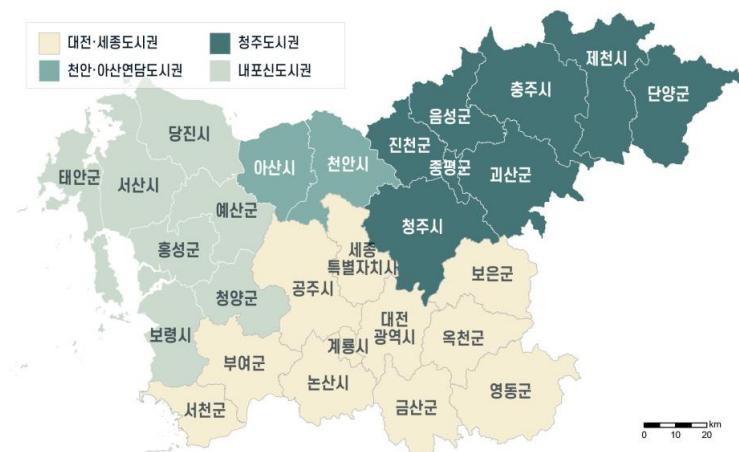 대전·세종도시권
청주도시권
천안·아산연담도시권
내포신도시권
제천시
충주시
단양군
음성군
당진시
진천군
아산시
천안시
증평군
괴산군
태안군
서산시
예산군
청주시
홍성군
세종
특별자치시
보은군
공주시
청양군
대전
광역시
보령시
계룡시
옥천군
부여군
논산시
영동군
금산군
서천군
km
0 10 20